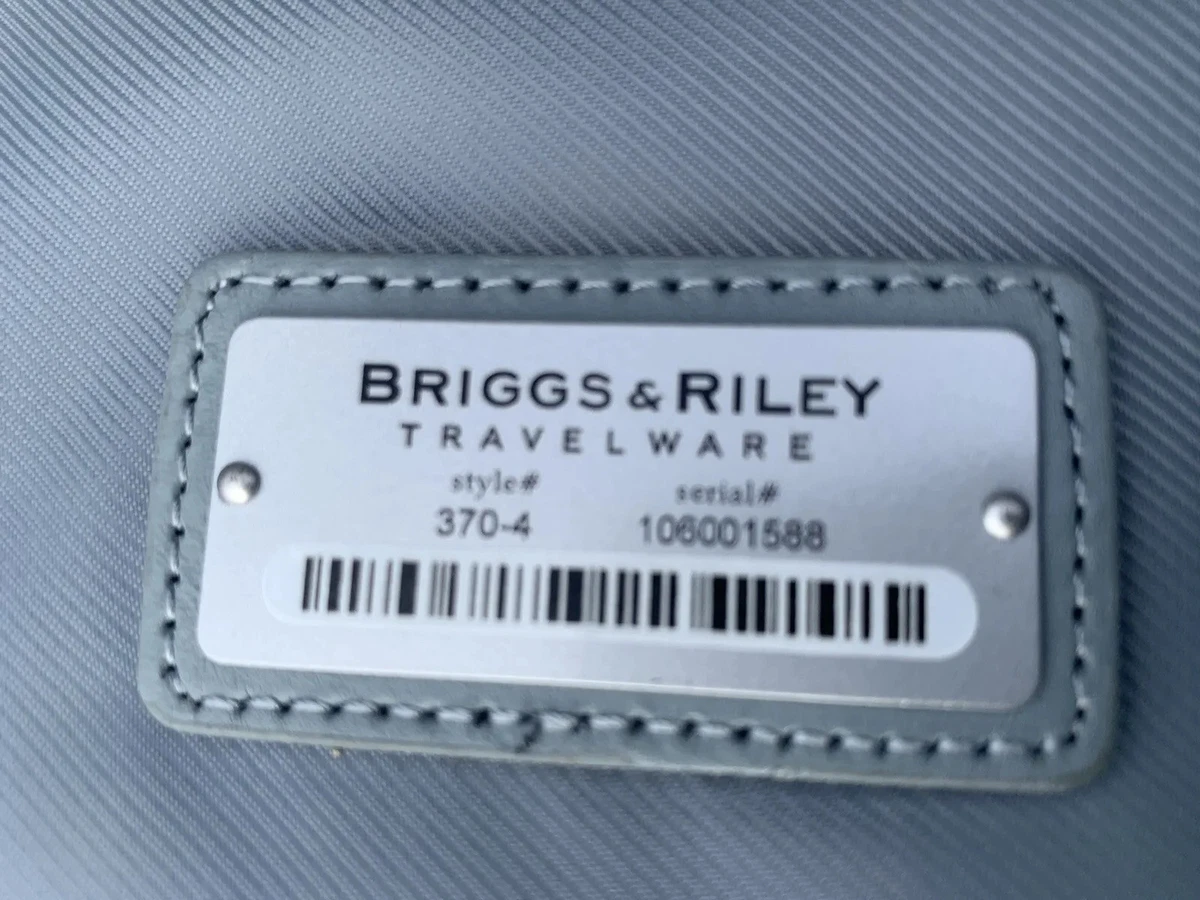 BRIGGS & RILEY
TRAVELWARE
style# serial#
370-4 106001588